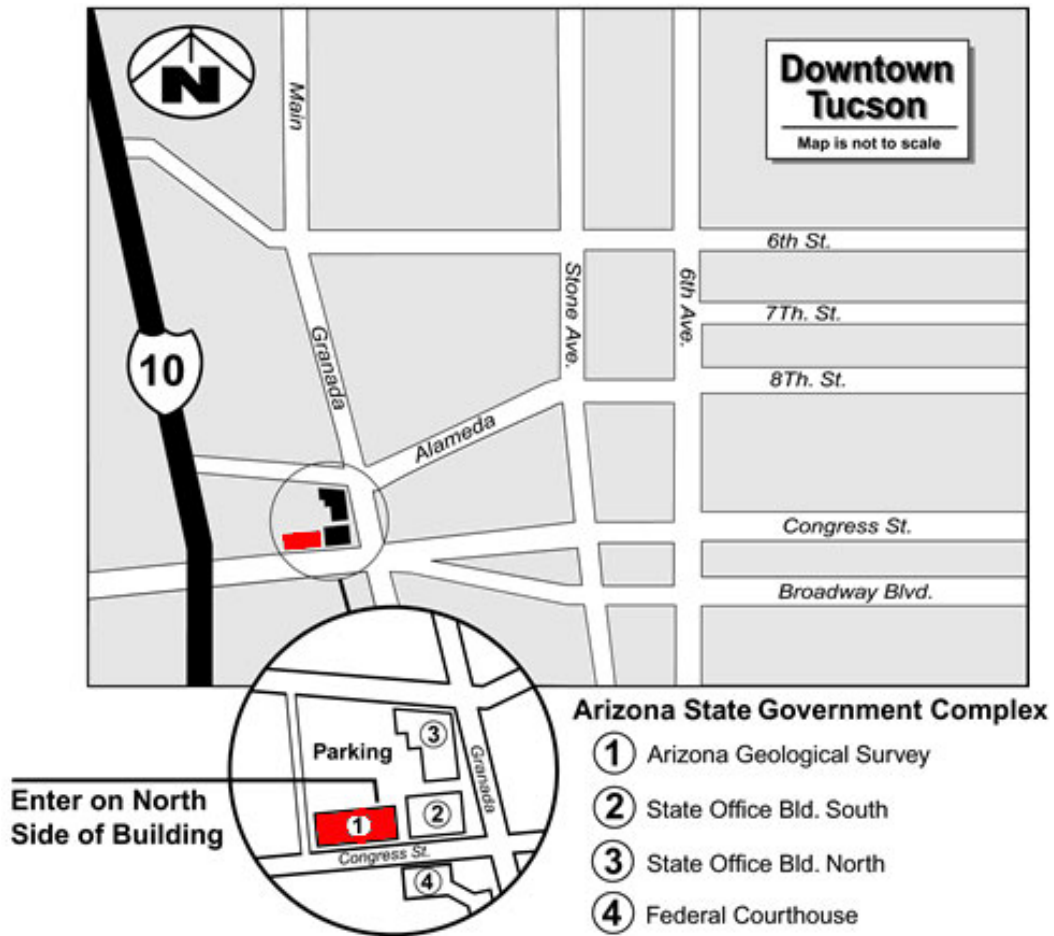 N
Main
Downtown
Tucson
Map is not to scale
6th St.
Stone Ave.
6th Ave.
7Th. St.
Granada
10
8Th. St.
Alameda
Congress St.
Broadway Blvd.
Arizona State Government Complex
1 Arizona Geological Survey
2 State Office Bld. South
3 State Office Bld. North
4 Federal Courthouse
3
Parking
Granada
Enter on North
Side of Building
1
2
Congress St.
4